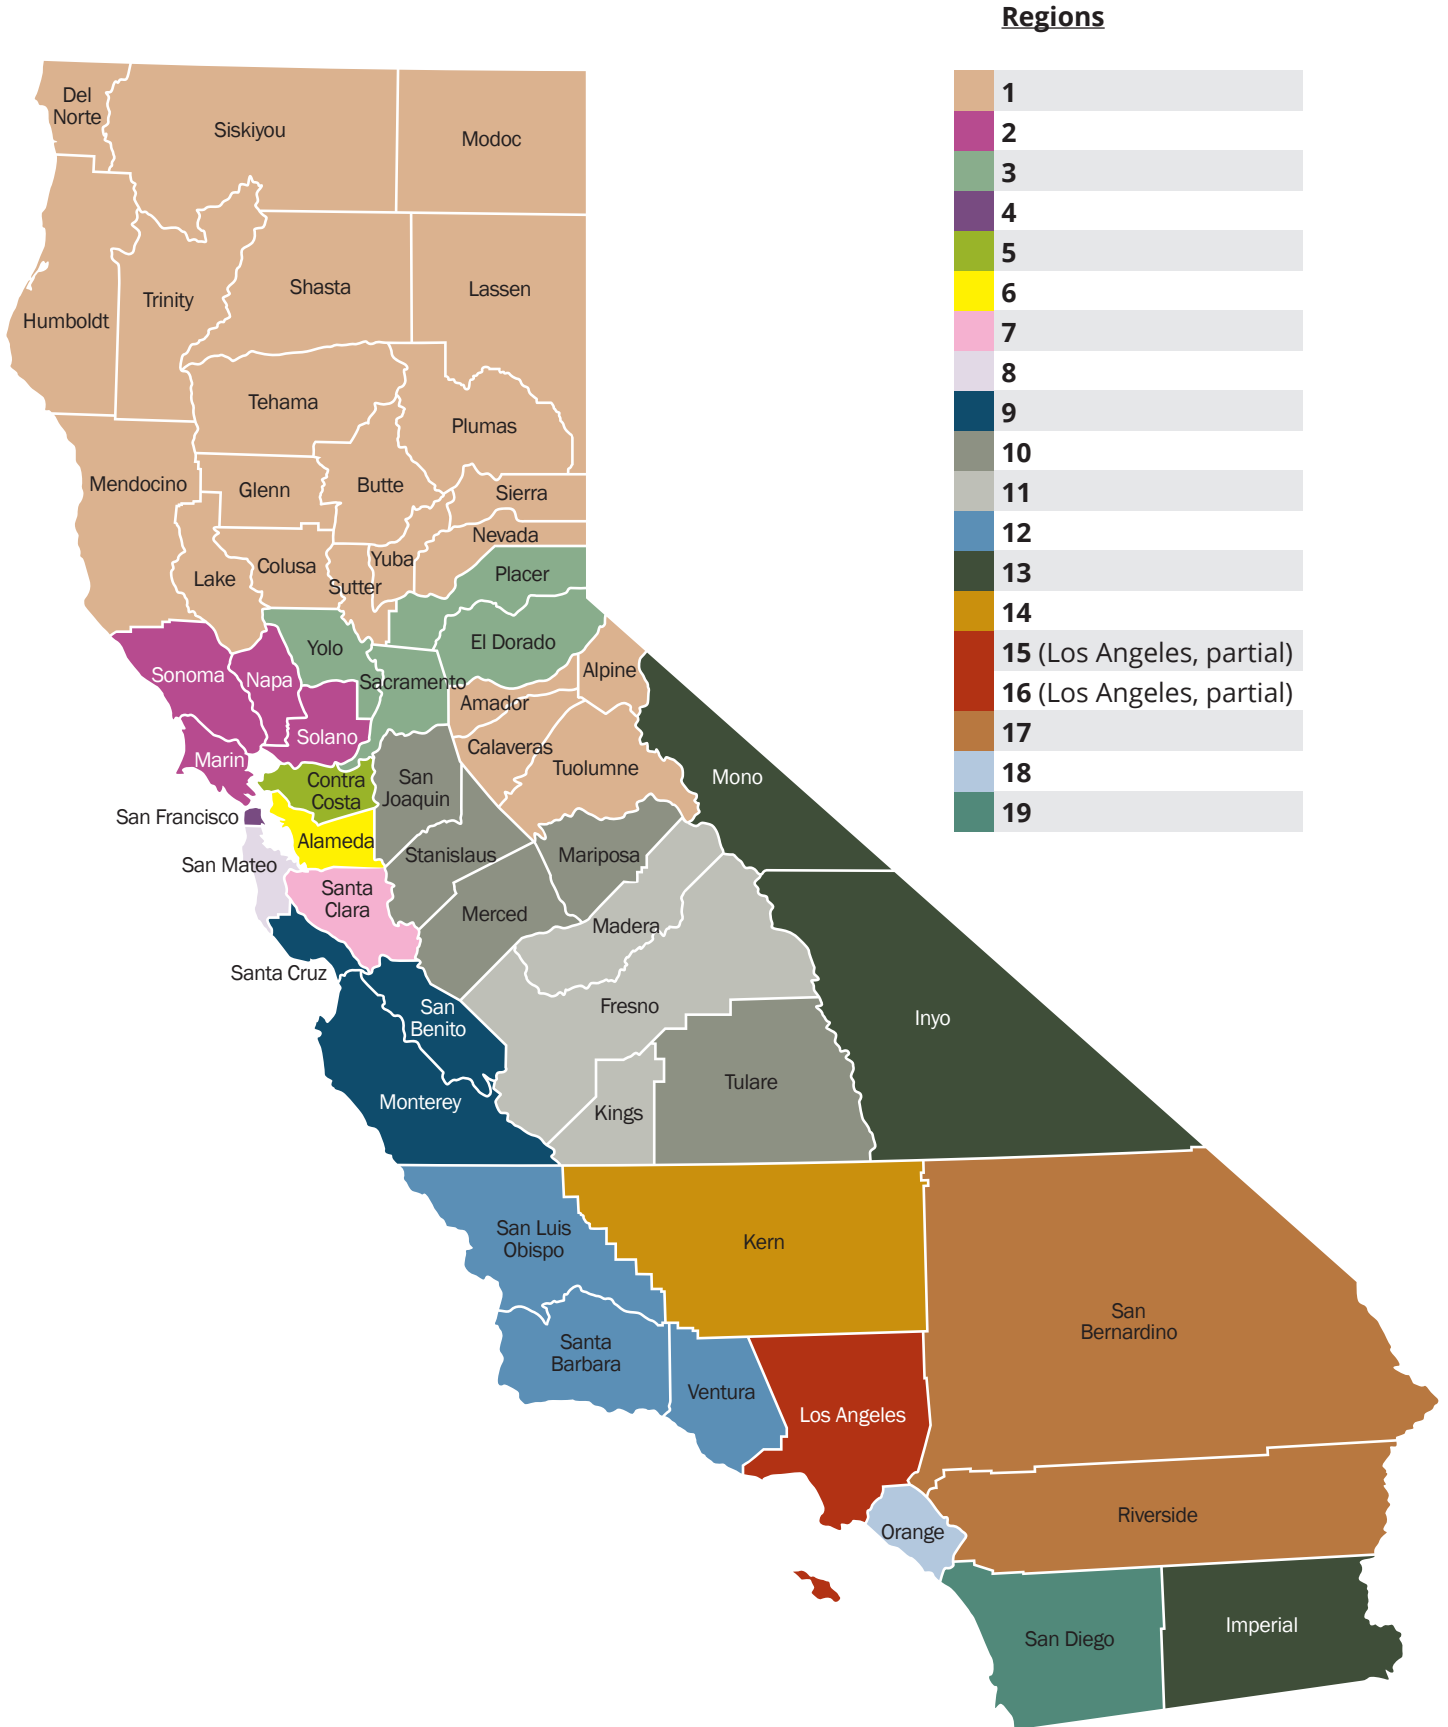 Regions
1
2
3
4
5
6
7
8
9
10
11
12
13
14
15 (Los Angeles, partial)
16 (Los Angeles, partial)
17
18
19
Del
Norte
Siskiyou
Modoc
Humboldt
Trinity
Shasta
Lassen
Tehama
Plumas
Mendocino
Glenn
Butte
Sierra
Nevada
Lake
Colusa
Sutter
Yuba
Placer
El Dorado
Yolo
Sonoma
Napa
Sacramento
Alpine
Amador
Solano
Marin
Calaveras
Tuolumne
Mono
Contra
Costa
San
Joaquin
San Francisco
Alameda
San Mateo
Stanislaus
Mariposa
Santa
Clara
Merced
Madera
Santa Cruz
San
Benito
Fresno
Inyo
Monterey
Kings
Tulare
San Luis
Obispo
Kern
San
Bernardino
Santa
Barbara
Ventura
Los Angeles
Orange
Riverside
San Diego
Imperial